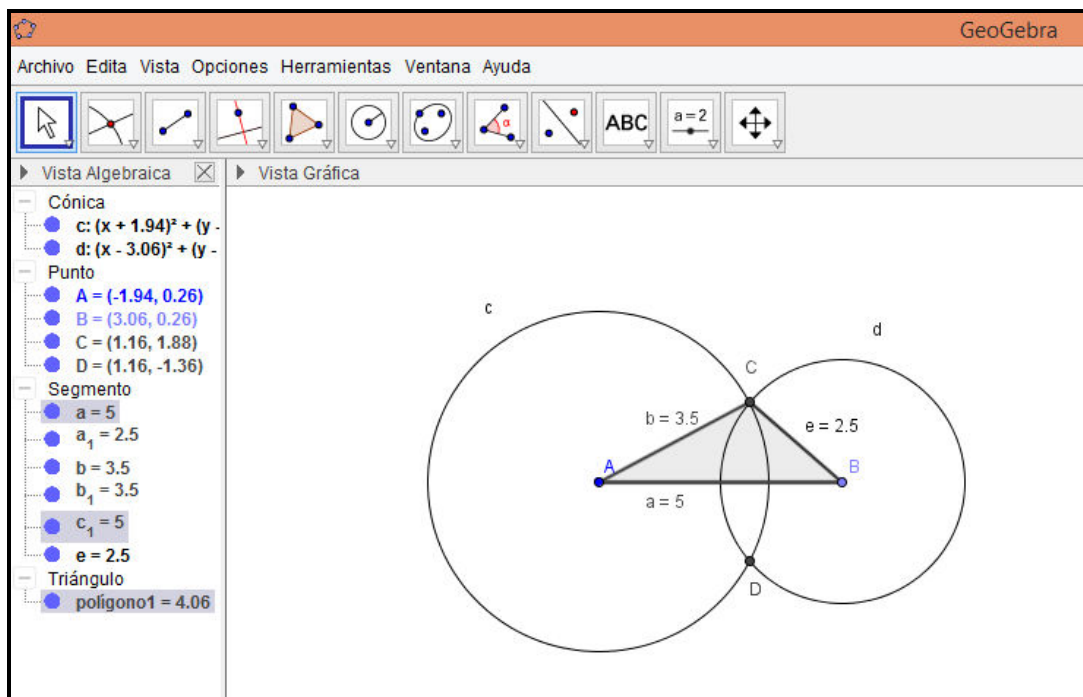 GeoGebra
Archivo Edita Vista Opciones Herramientas Ventana Ayuda
α
ABC
a = 2
Vista Algebraica
Vista Gráfica
Cónica
c: (x + 1.94)² + (y -
d: (x - 3.06)² + (y -
Punto
A = (-1.94, 0.26)
B = (3.06, 0.26)
C = (1.16, 1.88)
D = (1.16, -1.36)
Segmento
a = 5
a₁ = 2.5
b = 3.5
b₁ = 3.5
c₁ = 5
e = 2.5
Triángulo
polígono1 = 4.06
c
d
C
b = 3.5
e = 2.5
A
B
a = 5
D